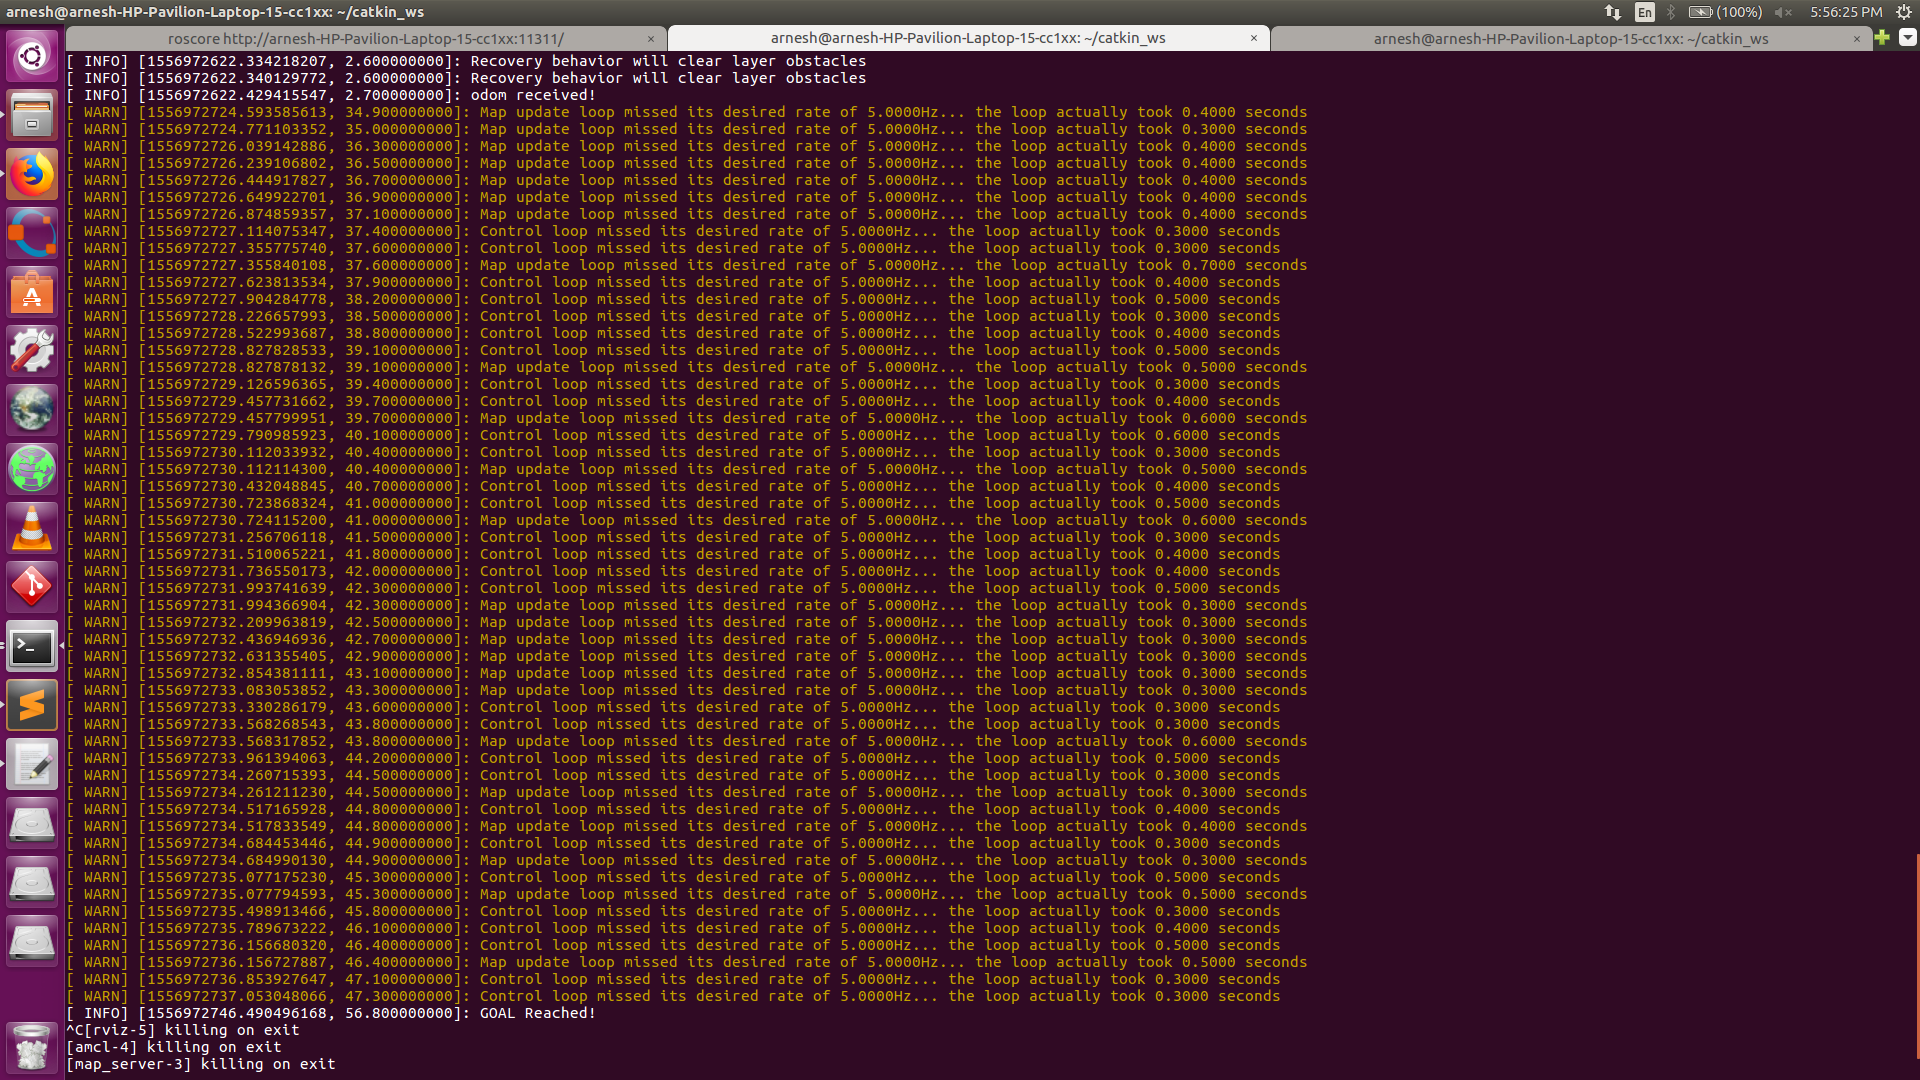 arnesh@arnesh-HP-Pavilion-Laptop-15-cc1xx: ~/catkin_ws
En
(100%)
5:56:25 PM
roscore http://arnesh-HP-Pavilion-Laptop-15-cc1xx:11311/ ×
arnesh@arnesh-HP-Pavilion-Laptop-15-cc1xx: ~/catkin_ws ×
arnesh@arnesh-HP-Pavilion-Laptop-15-cc1xx: ~/catkin_ws ×
[ INFO] [1556972622.334218207, 2.600000000]: Recovery behavior will clear layer obstacles
[ INFO] [1556972622.340129772, 2.600000000]: Recovery behavior will clear layer obstacles
[ INFO] [1556972622.429415547, 2.700000000]: odom received!
[ WARN] [1556972724.593585613, 34.900000000]: Map update loop missed its desired rate of 5.0000Hz... the loop actually took 0.4000 seconds
[ WARN] [1556972724.771103352, 35.000000000]: Map update loop missed its desired rate of 5.0000Hz... the loop actually took 0.3000 seconds
[ WARN] [1556972726.039142886, 36.300000000]: Map update loop missed its desired rate of 5.0000Hz... the loop actually took 0.4000 seconds
[ WARN] [1556972726.239106802, 36.500000000]: Map update loop missed its desired rate of 5.0000Hz... the loop actually took 0.4000 seconds
[ WARN] [1556972726.444917827, 36.700000000]: Map update loop missed its desired rate of 5.0000Hz... the loop actually took 0.4000 seconds
[ WARN] [1556972726.649922701, 36.900000000]: Map update loop missed its desired rate of 5.0000Hz... the loop actually took 0.4000 seconds
[ WARN] [1556972726.874859357, 37.100000000]: Map update loop missed its desired rate of 5.0000Hz... the loop actually took 0.4000 seconds
[ WARN] [1556972727.114075347, 37.400000000]: Control loop missed its desired rate of 5.0000Hz... the loop actually took 0.3000 seconds
[ WARN] [1556972727.355775740, 37.600000000]: Control loop missed its desired rate of 5.0000Hz... the loop actually took 0.3000 seconds
[ WARN] [1556972727.355840108, 37.600000000]: Map update loop missed its desired rate of 5.0000Hz... the loop actually took 0.7000 seconds
[ WARN] [1556972727.623813534, 37.900000000]: Control loop missed its desired rate of 5.0000Hz... the loop actually took 0.4000 seconds
[ WARN] [1556972727.904284778, 38.200000000]: Control loop missed its desired rate of 5.0000Hz... the loop actually took 0.5000 seconds
[ WARN] [1556972728.226657993, 38.500000000]: Control loop missed its desired rate of 5.0000Hz... the loop actually took 0.3000 seconds
[ WARN] [1556972728.522993687, 38.800000000]: Control loop missed its desired rate of 5.0000Hz... the loop actually took 0.4000 seconds
[ WARN] [1556972728.827828533, 39.100000000]: Control loop missed its desired rate of 5.0000Hz... the loop actually took 0.5000 seconds
[ WARN] [1556972728.827878132, 39.100000000]: Map update loop missed its desired rate of 5.0000Hz... the loop actually took 0.5000 seconds
[ WARN] [1556972729.126596365, 39.400000000]: Control loop missed its desired rate of 5.0000Hz... the loop actually took 0.3000 seconds
[ WARN] [1556972729.457731662, 39.700000000]: Control loop missed its desired rate of 5.0000Hz... the loop actually took 0.4000 seconds
[ WARN] [1556972729.457799951, 39.700000000]: Map update loop missed its desired rate of 5.0000Hz... the loop actually took 0.6000 seconds
[ WARN] [1556972729.790985923, 40.100000000]: Control loop missed its desired rate of 5.0000Hz... the loop actually took 0.6000 seconds
[ WARN] [1556972730.112033932, 40.400000000]: Control loop missed its desired rate of 5.0000Hz... the loop actually took 0.3000 seconds
[ WARN] [1556972730.112114300, 40.400000000]: Map update loop missed its desired rate of 5.0000Hz... the loop actually took 0.5000 seconds
[ WARN] [1556972730.432048845, 40.700000000]: Control loop missed its desired rate of 5.0000Hz... the loop actually took 0.4000 seconds
[ WARN] [1556972730.723868324, 41.000000000]: Control loop missed its desired rate of 5.0000Hz... the loop actually took 0.5000 seconds
[ WARN] [1556972730.724115200, 41.000000000]: Map update loop missed its desired rate of 5.0000Hz... the loop actually took 0.6000 seconds
[ WARN] [1556972731.256706118, 41.500000000]: Control loop missed its desired rate of 5.0000Hz... the loop actually took 0.3000 seconds
[ WARN] [1556972731.510065221, 41.800000000]: Control loop missed its desired rate of 5.0000Hz... the loop actually took 0.4000 seconds
[ WARN] [1556972731.736550173, 42.000000000]: Control loop missed its desired rate of 5.0000Hz... the loop actually took 0.4000 seconds
[ WARN] [1556972731.993741639, 42.300000000]: Control loop missed its desired rate of 5.0000Hz... the loop actually took 0.5000 seconds
[ WARN] [1556972731.994366904, 42.300000000]: Map update loop missed its desired rate of 5.0000Hz... the loop actually took 0.3000 seconds
[ WARN] [1556972732.209963819, 42.500000000]: Map update loop missed its desired rate of 5.0000Hz... the loop actually took 0.3000 seconds
[ WARN] [1556972732.436946936, 42.700000000]: Map update loop missed its desired rate of 5.0000Hz... the loop actually took 0.3000 seconds
[ WARN] [1556972732.631355405, 42.900000000]: Map update loop missed its desired rate of 5.0000Hz... the loop actually took 0.3000 seconds
[ WARN] [1556972732.854381111, 43.100000000]: Map update loop missed its desired rate of 5.0000Hz... the loop actually took 0.3000 seconds
[ WARN] [1556972733.083053852, 43.300000000]: Map update loop missed its desired rate of 5.0000Hz... the loop actually took 0.3000 seconds
[ WARN] [1556972733.330286179, 43.600000000]: Control loop missed its desired rate of 5.0000Hz... the loop actually took 0.3000 seconds
[ WARN] [1556972733.568268543, 43.800000000]: Control loop missed its desired rate of 5.0000Hz... the loop actually took 0.3000 seconds
[ WARN] [1556972733.568317852, 43.800000000]: Map update loop missed its desired rate of 5.0000Hz... the loop actually took 0.6000 seconds
[ WARN] [1556972733.961394063, 44.200000000]: Control loop missed its desired rate of 5.0000Hz... the loop actually took 0.5000 seconds
[ WARN] [1556972734.260715393, 44.500000000]: Control loop missed its desired rate of 5.0000Hz... the loop actually took 0.3000 seconds
[ WARN] [1556972734.261211230, 44.500000000]: Map update loop missed its desired rate of 5.0000Hz... the loop actually took 0.3000 seconds
[ WARN] [1556972734.517165928, 44.800000000]: Control loop missed its desired rate of 5.0000Hz... the loop actually took 0.4000 seconds
[ WARN] [1556972734.517833549, 44.800000000]: Map update loop missed its desired rate of 5.0000Hz... the loop actually took 0.4000 seconds
[ WARN] [1556972734.684453446, 44.900000000]: Control loop missed its desired rate of 5.0000Hz... the loop actually took 0.3000 seconds
[ WARN] [1556972734.684990130, 44.900000000]: Map update loop missed its desired rate of 5.0000Hz... the loop actually took 0.3000 seconds
[ WARN] [1556972735.077175230, 45.300000000]: Control loop missed its desired rate of 5.0000Hz... the loop actually took 0.5000 seconds
[ WARN] [1556972735.077794593, 45.300000000]: Map update loop missed its desired rate of 5.0000Hz... the loop actually took 0.5000 seconds
[ WARN] [1556972735.498913466, 45.800000000]: Control loop missed its desired rate of 5.0000Hz... the loop actually took 0.3000 seconds
[ WARN] [1556972735.789673222, 46.100000000]: Control loop missed its desired rate of 5.0000Hz... the loop actually took 0.4000 seconds
[ WARN] [1556972736.156680320, 46.400000000]: Control loop missed its desired rate of 5.0000Hz... the loop actually took 0.5000 seconds
[ WARN] [1556972736.156727887, 46.400000000]: Map update loop missed its desired rate of 5.0000Hz... the loop actually took 0.5000 seconds
[ WARN] [1556972736.853927647, 47.100000000]: Control loop missed its desired rate of 5.0000Hz... the loop actually took 0.3000 seconds
[ WARN] [1556972737.053048066, 47.300000000]: Control loop missed its desired rate of 5.0000Hz... the loop actually took 0.3000 seconds
[ INFO] [1556972746.490496168, 56.800000000]: GOAL Reached!
^C[rviz-5] killing on exit
[amcl-4] killing on exit
[map_server-3] killing on exit